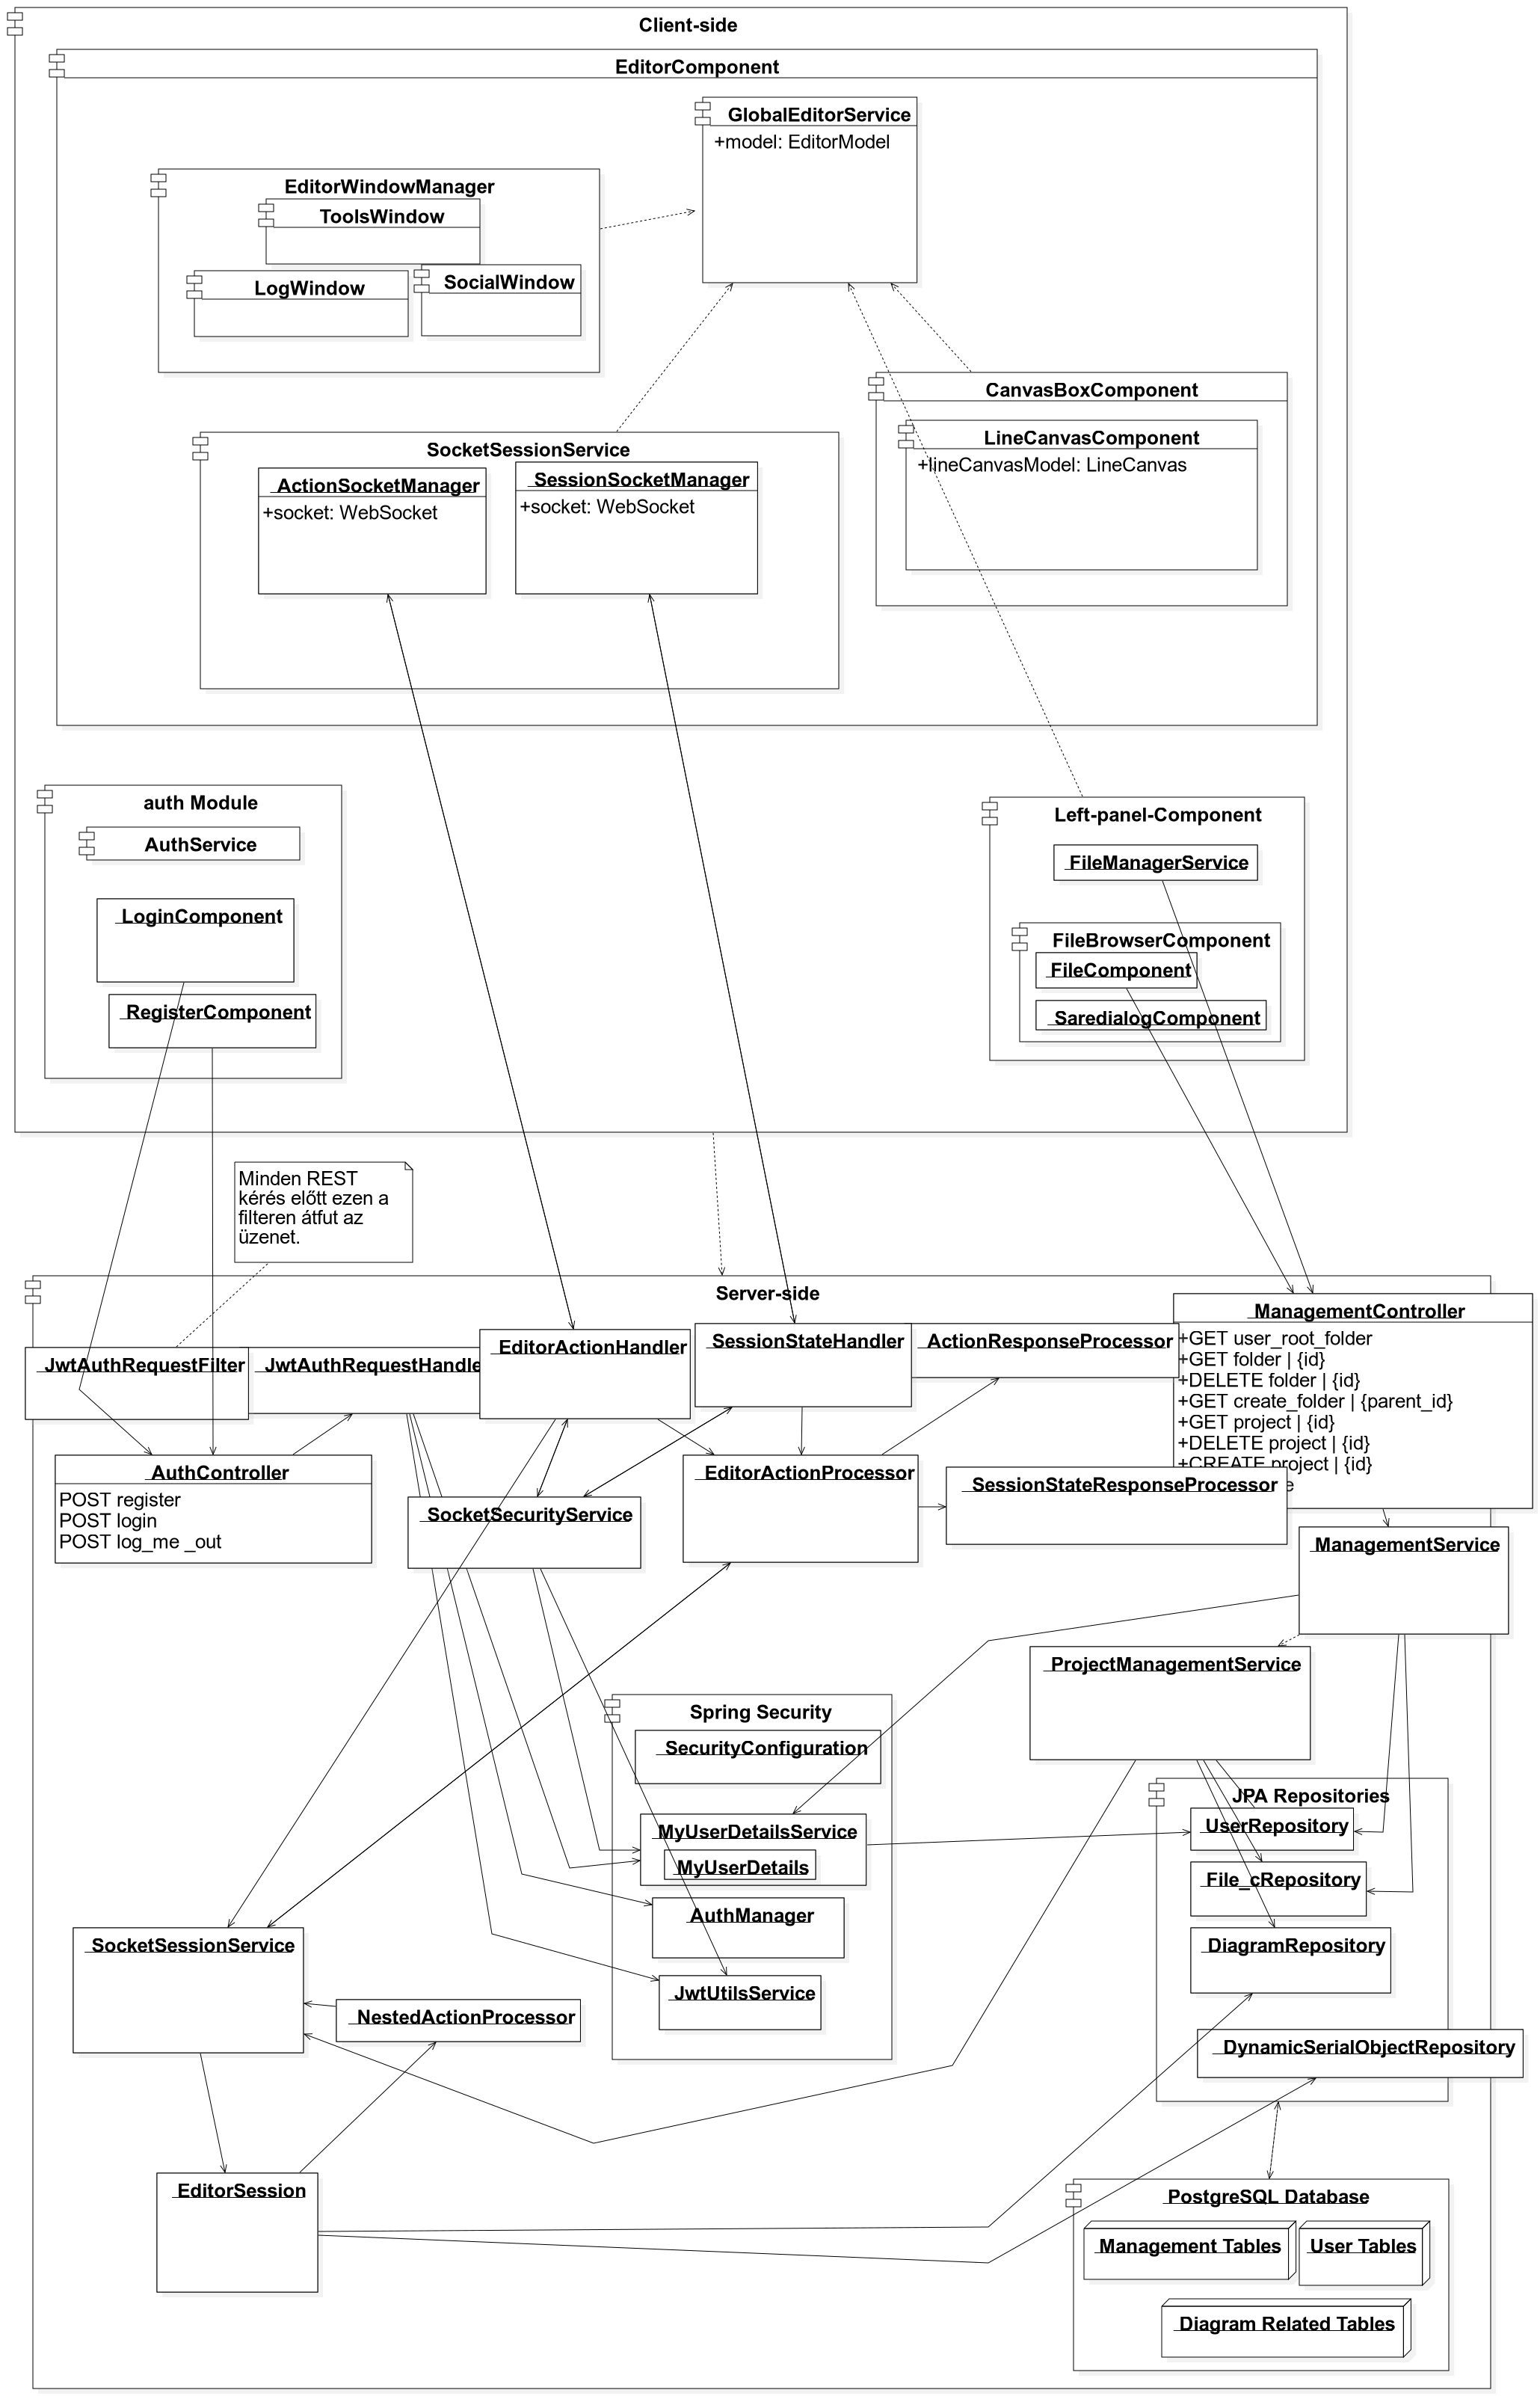 Client-side
EditorComponent
GlobalEditorService
+model: EditorModel
EditorWindowManager
ToolsWindow
LogWindow
SocialWindow
CanvasBoxComponent
LineCanvasComponent
+lineCanvasModel: LineCanvas
SocketSessionService
ActionSocketManager
+socket: WebSocket
SessionSocketManager
+socket: WebSocket
auth Module
AuthService
LoginComponent
RegisterComponent
Left-panel-Component
FileManagerService
FileBrowserComponent
FileComponent
SaredialogComponent
Minden REST
kérés előtt ezen a
filteren átfut az
üzenet.
Server-side
JwtAuthRequestFilter
JwtAuthRequestHandle
EditorActionHandler
SessionStateHandler
ActionResponseProcessor
ManagementController
+GET user_root_folder
+GET folder | {id}
+DELETE folder | {id}
+GET create_folder | {parent_id}
+GET project | {id}
+DELETE project | {id}
+CREATE project | {id}
AuthController
POST register
POST login
POST log_me _out
SocketSecurityService
EditorActionProcessor
SessionStateResponseProcessor
ManagementService
ProjectManagementService
Spring Security
SecurityConfiguration
MyUserDetailsService
MyUserDetails
AuthManager
JwtUtilsService
JPA Repositories
UserRepository
File_cRepository
DiagramRepository
DynamicSerialObjectRepository
SocketSessionService
NestedActionProcessor
EditorSession
PostgreSQL Database
Management Tables
User Tables
Diagram Related Tables